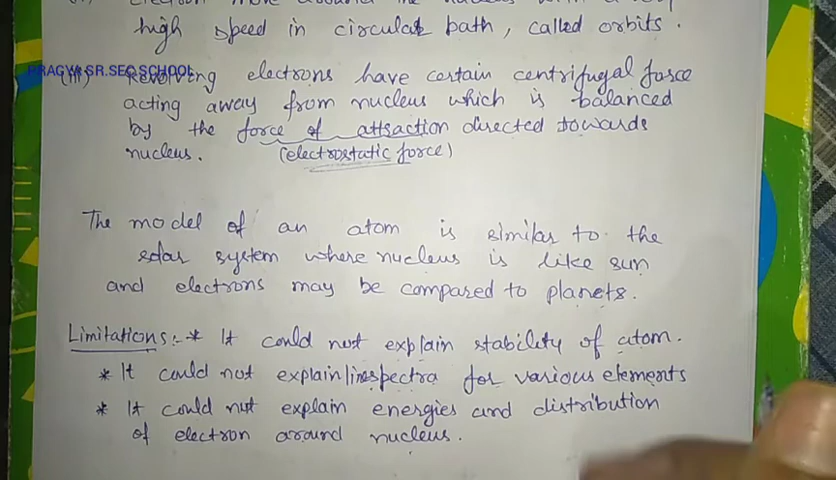 high speed in circular path, called orbits.
PRAGYA SR.SEC.SCHOOL
(iii) Revolving electrons have certain centrifugal force
acting away from nucleus which is balanced
by the force of attraction directed towards
nucleus. (electrostatic force)
The model of an atom is similar to the
solar system where nucleus is like sun
and electrons may be compared to planets.
Limitations:- * It could not explain stability of atom.
* It could not explain line spectra for various elements
* It could not explain energies and distribution
of electron around nucleus.